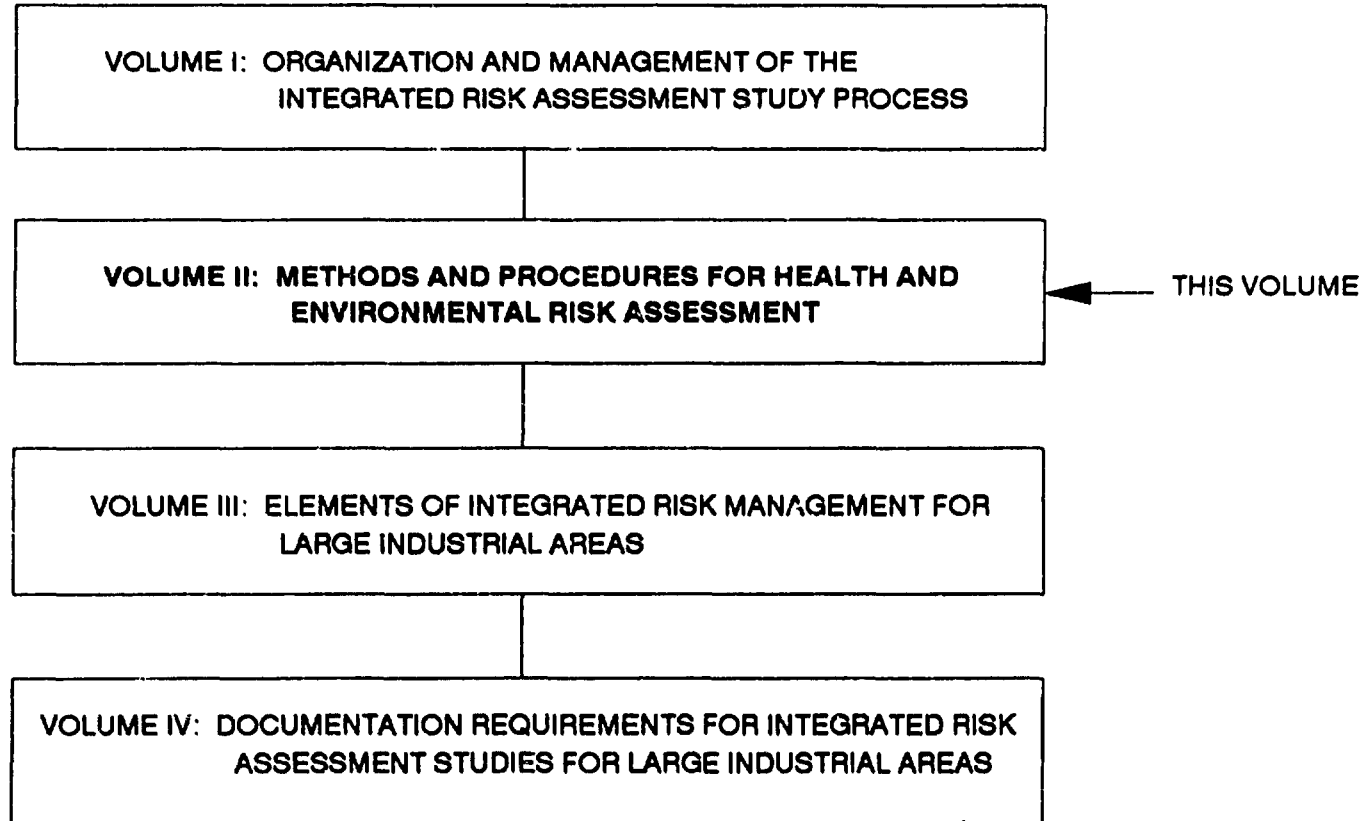 VOLUME I: ORGANIZATION AND MANAGEMENT OF THE
INTEGRATED RISK ASSESSMENT STUDY PROCESS
VOLUME II: METHODS AND PROCEDURES FOR HEALTH AND
ENVIRONMENTAL RISK ASSESSMENT
THIS VOLUME
VOLUME III: ELEMENTS OF INTEGRATED RISK MANAGEMENT FOR
LARGE INDUSTRIAL AREAS
VOLUME IV: DOCUMENTATION REQUIREMENTS FOR INTEGRATED RISK
ASSESSMENT STUDIES FOR LARGE INDUSTRIAL AREAS